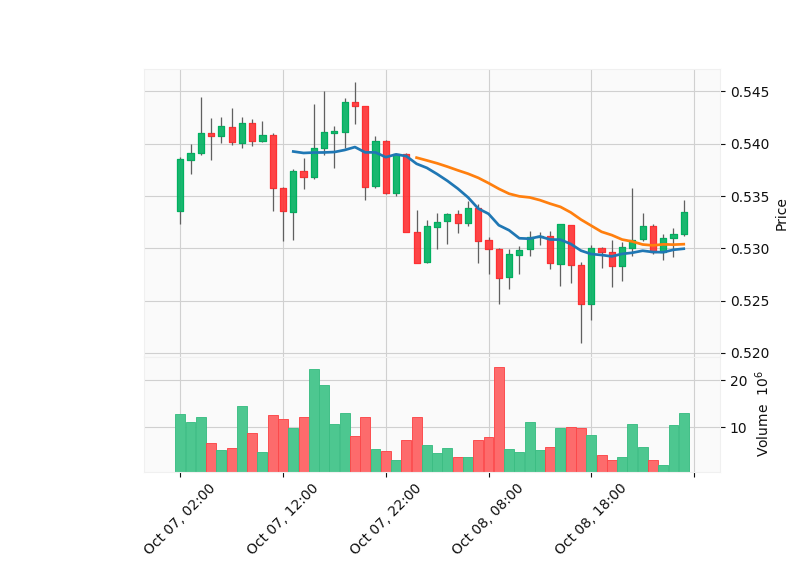 0.545
0.540
0.535
0.530
0.525
0.520
Price
20
10
Volume 10^6
Oct 07, 02:00
Oct 07, 12:00
Oct 07, 22:00
Oct 08, 08:00
Oct 08, 18:00